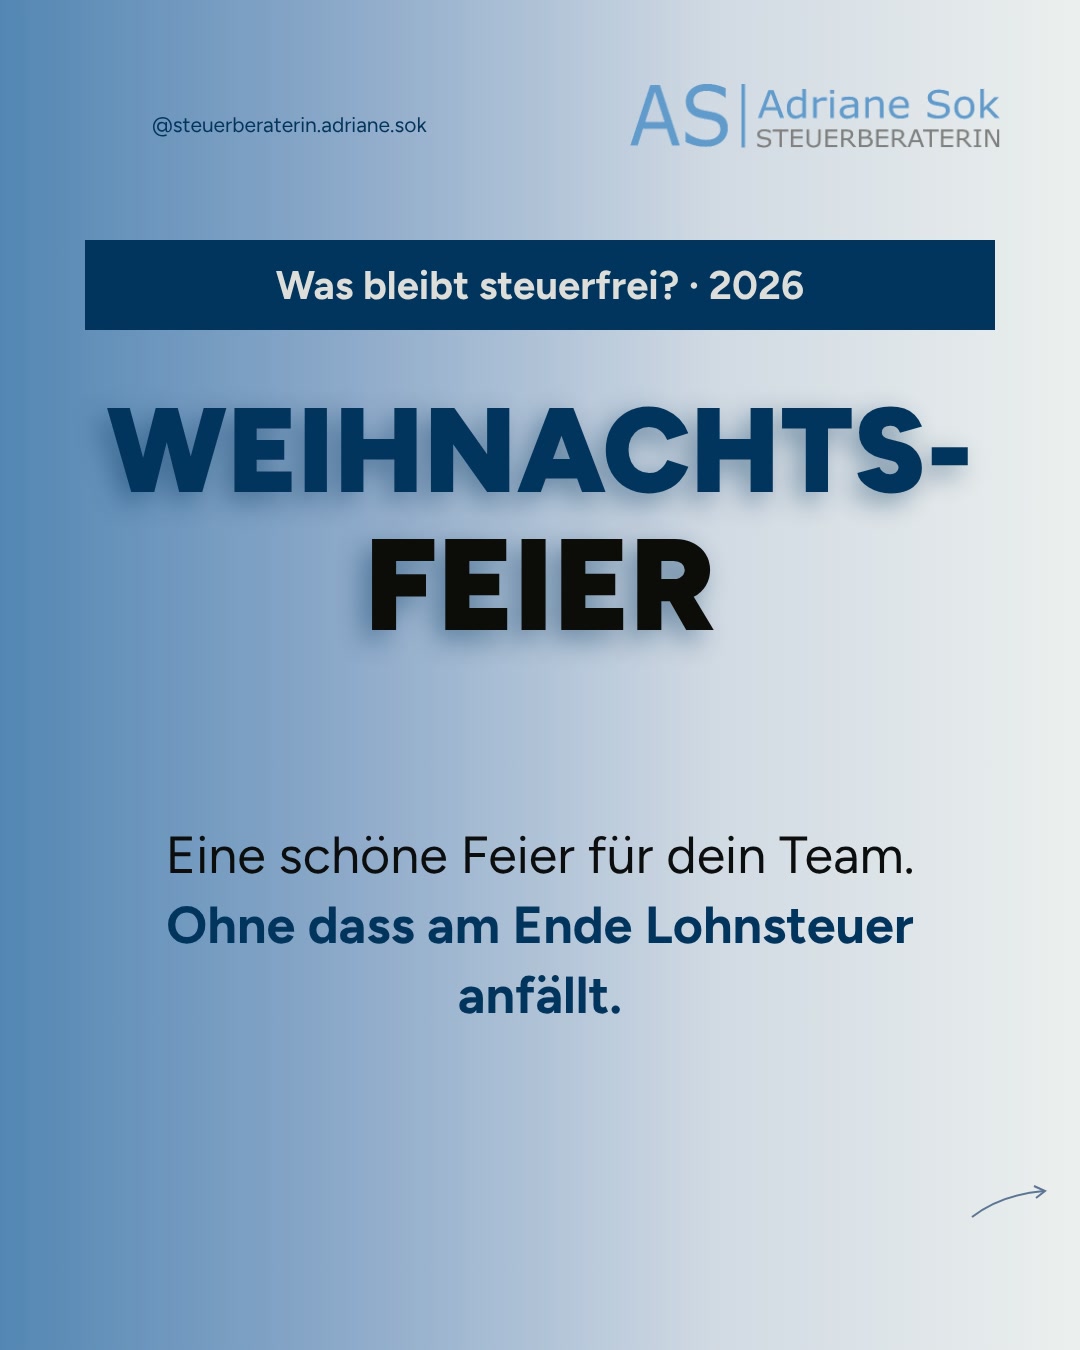 @steuerberaterin.adriane.sok
AS Adriane Sok
STEUERBERATERIN
Was bleibt steuerfrei? · 2026
WEIHNACHTS-
FEIER
Eine schöne Feier für dein Team.
Ohne dass am Ende Lohnsteuer
anfällt.